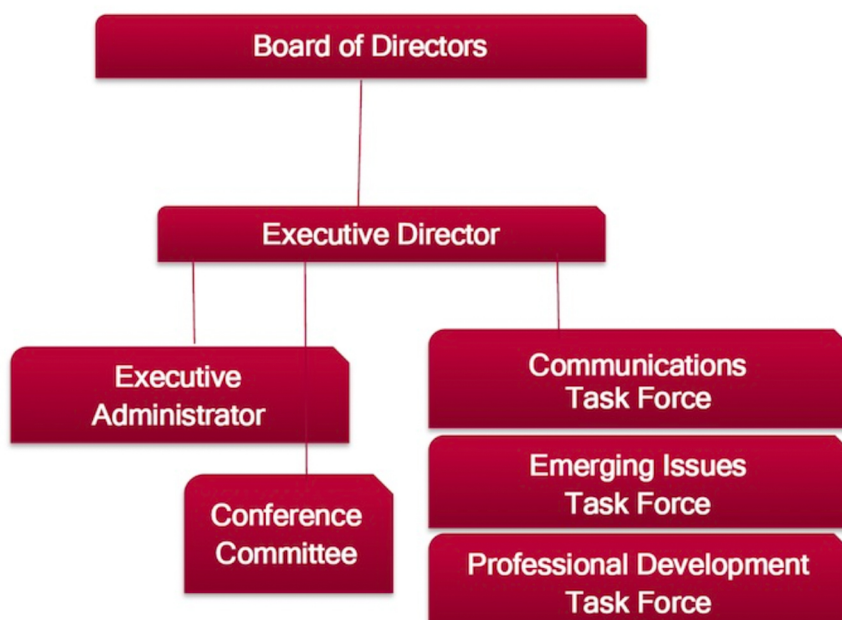 Board of Directors
Executive Director
Executive
Administrator
Conference
Committee
Communications
Task Force
Emerging Issues
Task Force
Professional Development
Task Force